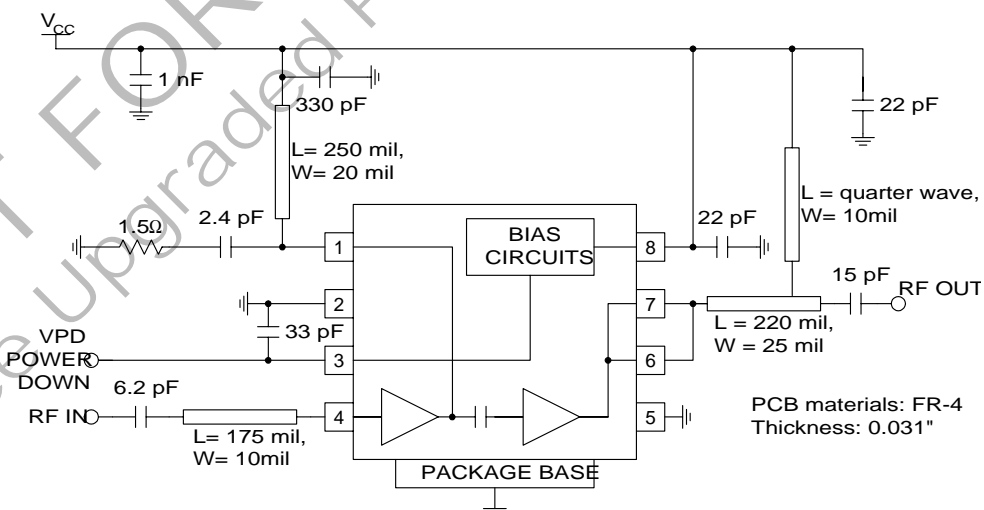 VCC
1 nF
330 pF
22 pF
L= 250 mil,
W= 20 mil
L = quarter wave,
W= 10mil
1.5Ω
2.4 pF
22 pF
BIAS
CIRCUITS
1
8
15 pF
RF OUT
2
7
33 pF
L = 220 mil,
W = 25 mil
VPD
POWER
DOWN
3
6
6.2 pF
RF IN
4
5
L= 175 mil,
W= 10mil
PCB materials: FR-4
Thickness: 0.031"
PACKAGE BASE
FOR
Upgraded